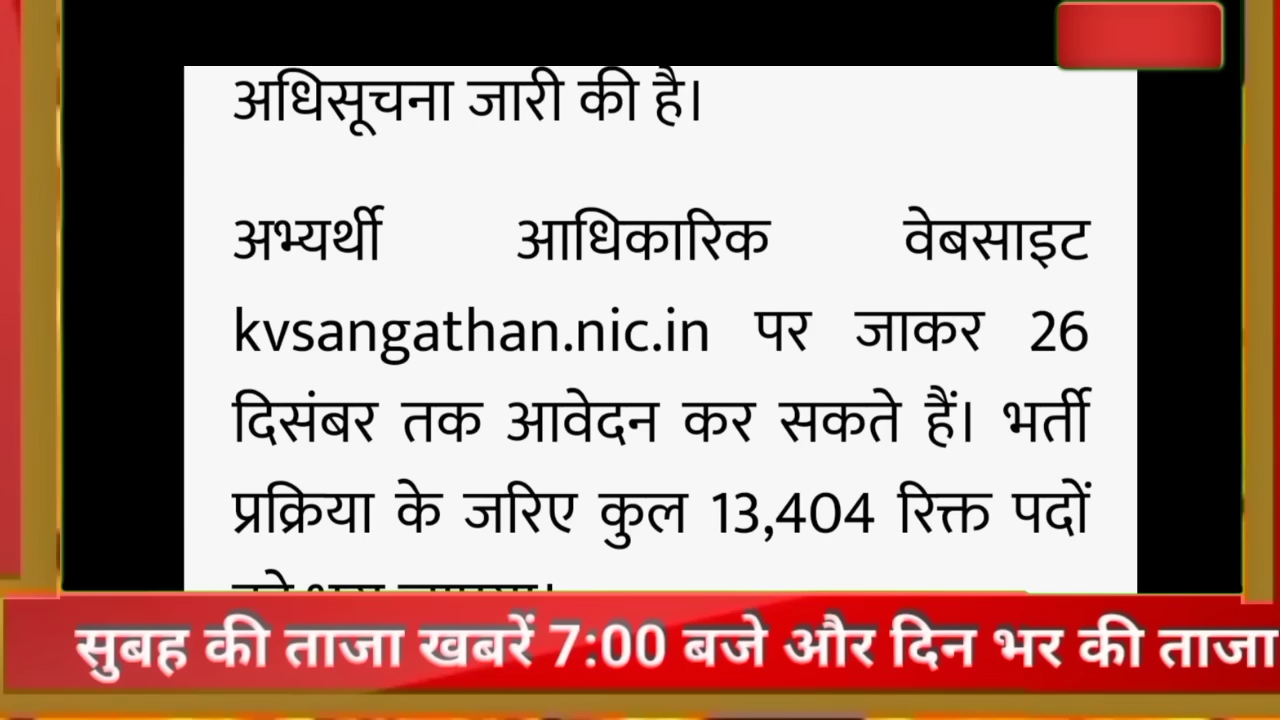 अधिसूचना जारी की है।
अभ्यर्थी आधिकारिक वेबसाइट
kvsangathan.nic.in पर जाकर 26
दिसंबर तक आवेदन कर सकते हैं। भर्ती
प्रक्रिया के जरिए कुल 13,404 रिक्त पदों
सुबह की ताजा खबरें 7:00 बजे और दिन भर की ताजा